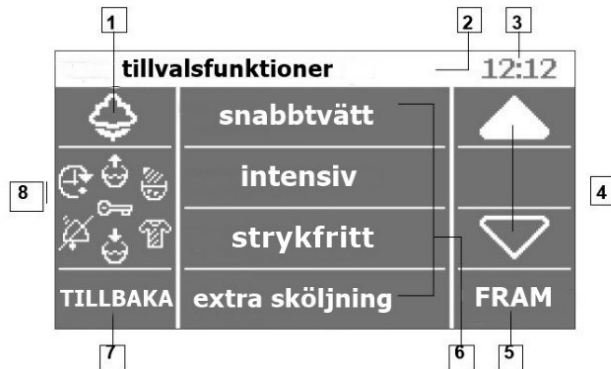 1 2 3
tillvalsfunktioner 12:12
snabbtvätt
8 intensiv 4
strykfritt
TILLBAKA extra sköljning FRAM
7 6 5